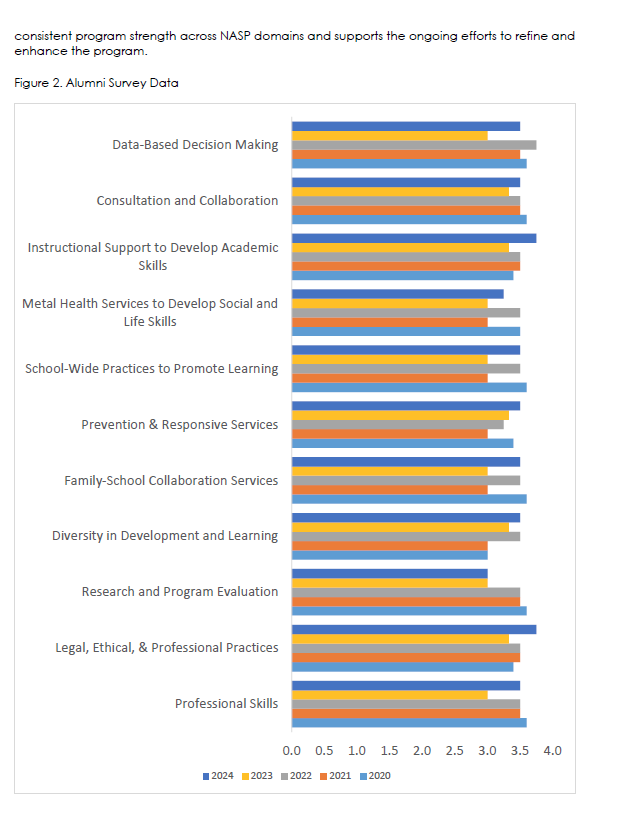 consistent program strength across NASP domains and supports the ongoing efforts to refine and
enhance the program.
Figure 2. Alumni Survey Data
Data-Based Decision Making
Consultation and Collaboration
Instructional Support to Develop Academic
Skills
Metal Health Services to Develop Social and
Life Skills
School-Wide Practices to Promote Learning
Prevention & Responsive Services
Family-School Collaboration Services
Diversity in Development and Learning
Research and Program Evaluation
Legal, Ethical, & Professional Practices
Professional Skills
0.0 0.5 1.0 1.5 2.0 2.5 3.0 3.5 4.0
2024 2023 2022 2021 2020